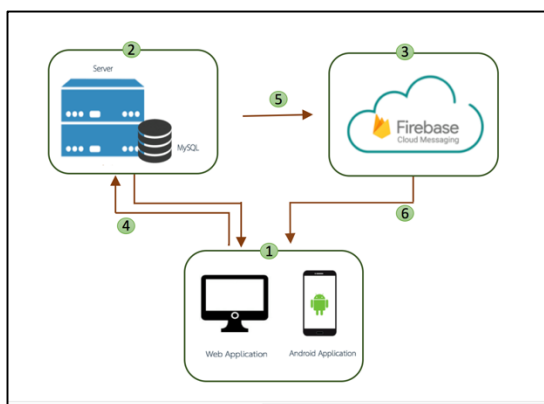 2
3
Server
MySQL
5
Firebase
Cloud Messaging
4
6
1
Web Application
Android Application